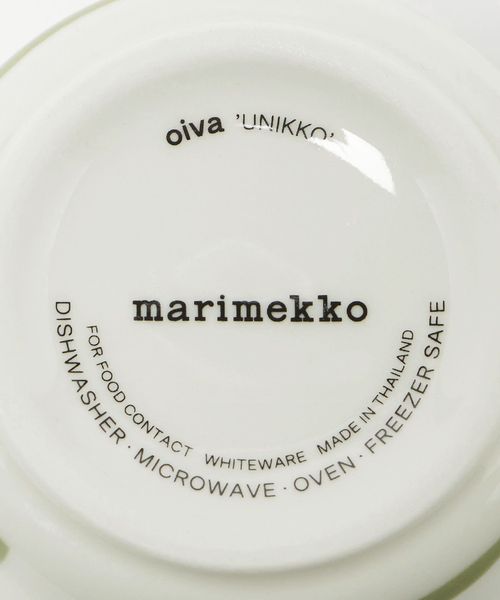 oiva 'UNIKKO'
marimekko
FOR FOOD CONTACT WHITEWARE MADE IN THAILAND
DISHWASHER · MICROWAVE · OVEN · FREEZER SAFE